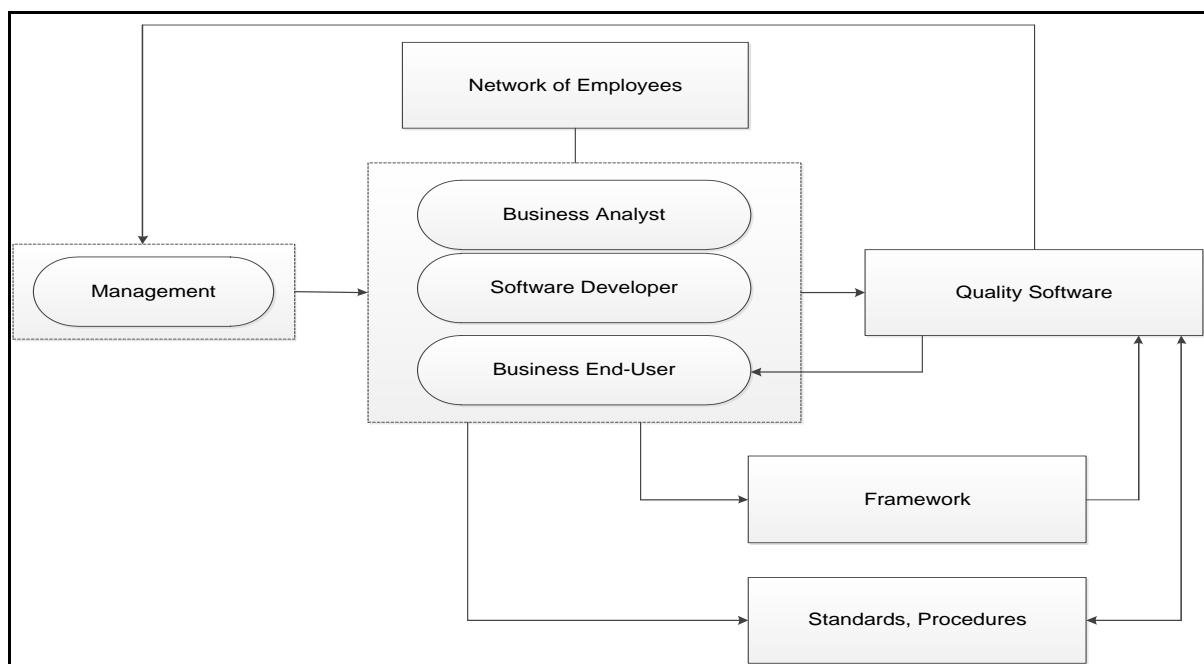 Network of Employees
Business Analyst
Software Developer
Business End-User
Management
Quality Software
Framework
Standards, Procedures